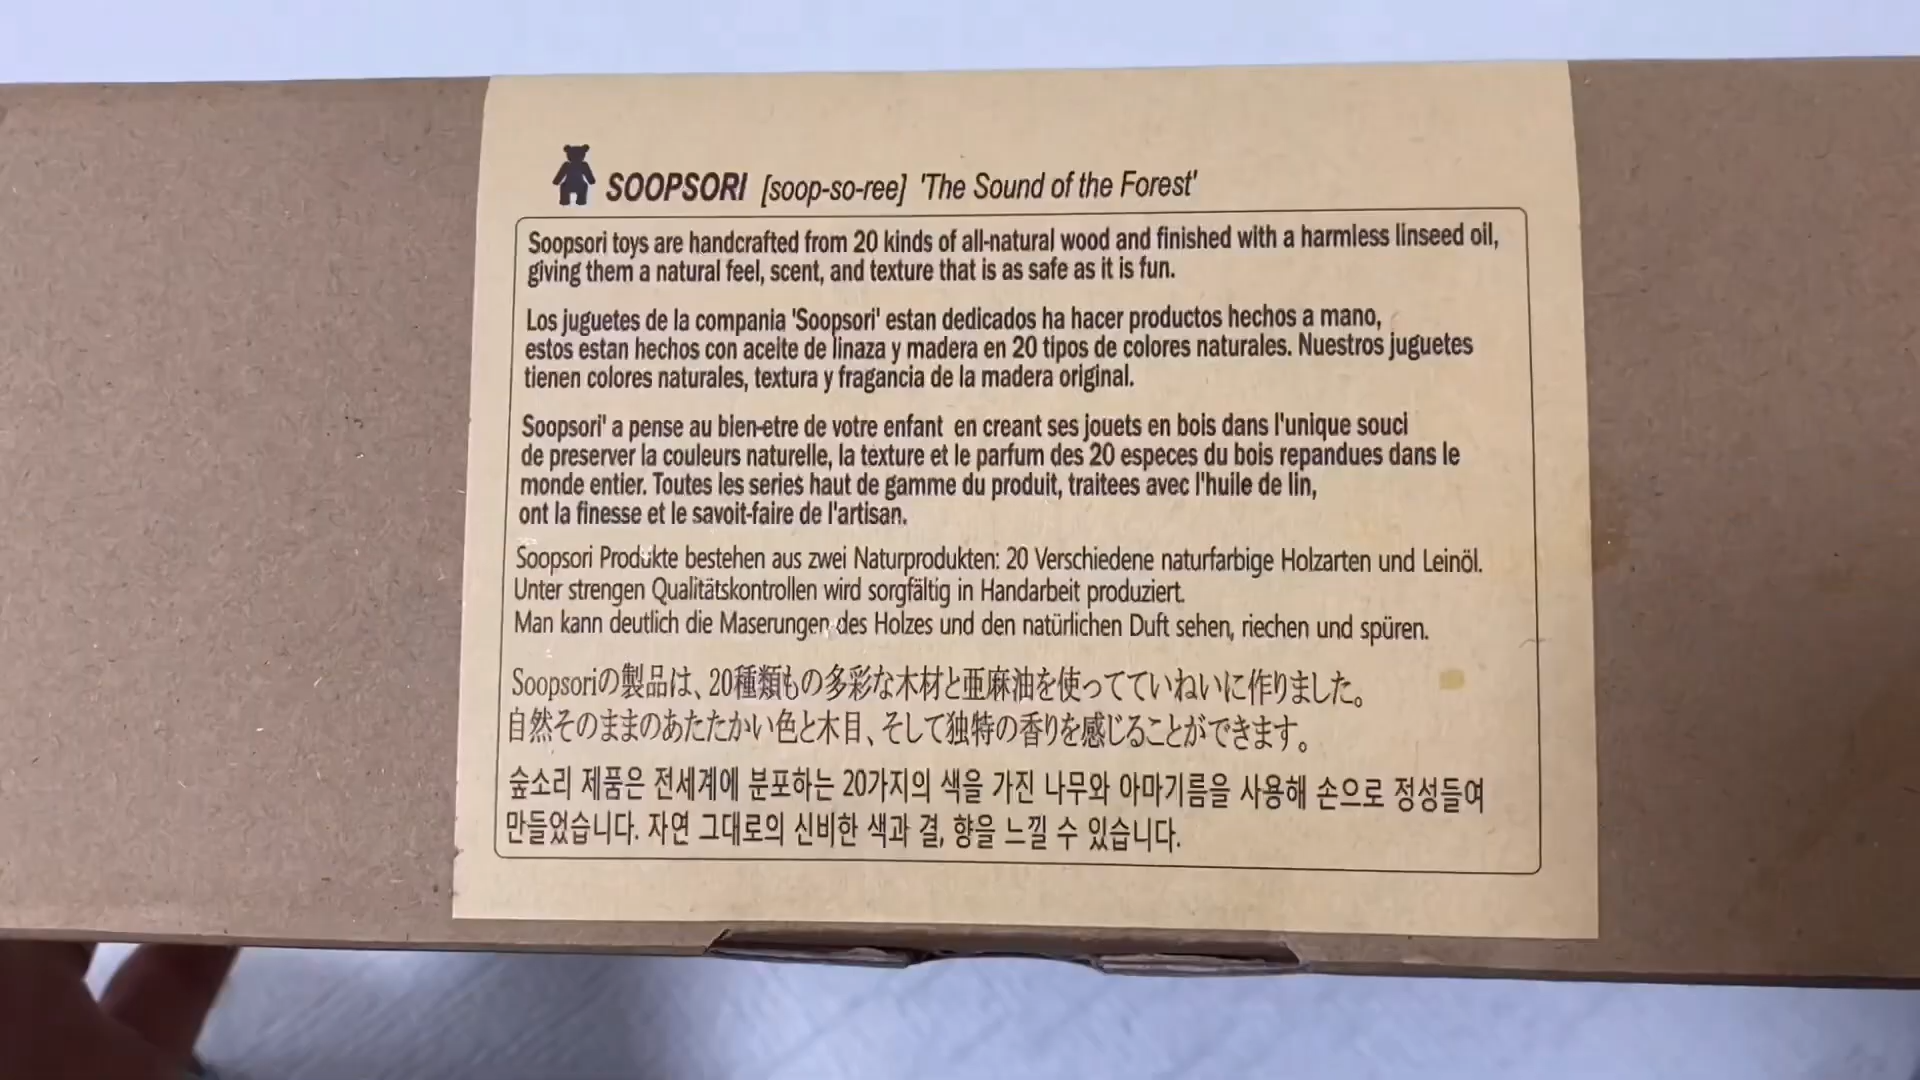 SOOPSORI [soop-so-ree] 'The Sound of the Forest'
Soopsori toys are handcrafted from 20 kinds of all-natural wood and finished with a harmless linseed oil,
giving them a natural feel, scent, and texture that is as safe as it is fun.
Los juguetes de la compania 'Soopsori' estan dedicados ha hacer productos hechos a mano,
estos estan hechos con aceite de linaza y madera en 20 tipos de colores naturales. Nuestros juguetes
tienen colores naturales, textura y fragancia de la madera original.
Soopsori' a pense au bien-etre de votre enfant en creant ses jouets en bois dans l'unique souci
de preserver la couleurs naturelle, la texture et le parfum des 20 especes du bois repandues dans le
monde entier. Toutes les series haut de gamme du produit, traitees avec l'huile de lin,
ont la finesse et le savoit-faire de l'artisan.
Soopsori Produkte bestehen aus zwei Naturprodukten: 20 Verschiedene naturfarbige Holzarten und Leinöl.
Unter strengen Qualitätskontrollen wird sorgfältig in Handarbeit produziert.
Man kann deutlich die Maserungen des Holzes und den natürlichen Duft sehen, riechen und spüren.
Soopsoriの製品は、20種類もの多彩な木材と亜麻油を使ってていねいに作りました。
自然そのままのあたたかい色と木目、そして独特の香りを感じることができます。
숲소리 제품은 전세계에 분포하는 20가지의 색을 가진 나무와 아마기름을 사용해 손으로 정성들여
만들었습니다. 자연 그대로의 신비한 색과 결, 향을 느낄 수 있습니다.